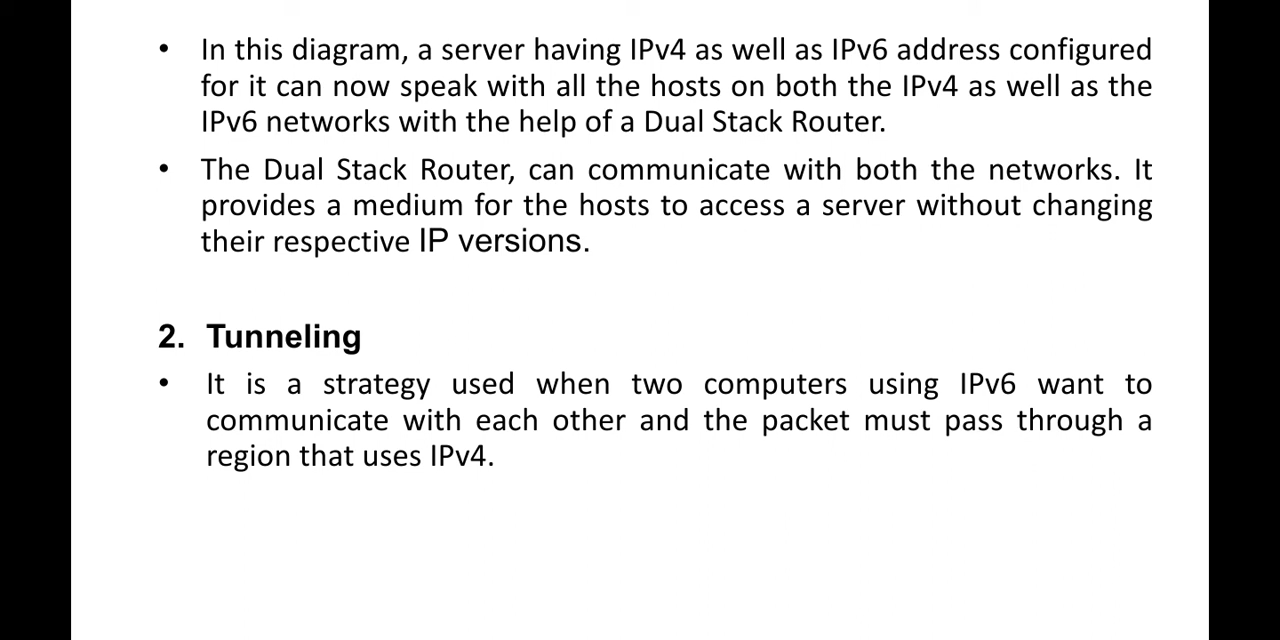 • In this diagram, a server having IPv4 as well as IPv6 address configured
for it can now speak with all the hosts on both the IPv4 as well as the
IPv6 networks with the help of a Dual Stack Router.
• The Dual Stack Router, can communicate with both the networks. It
provides a medium for the hosts to access a server without changing
their respective IP versions.
2. Tunneling
• It is a strategy used when two computers using IPv6 want to
communicate with each other and the packet must pass through a
region that uses IPv4.